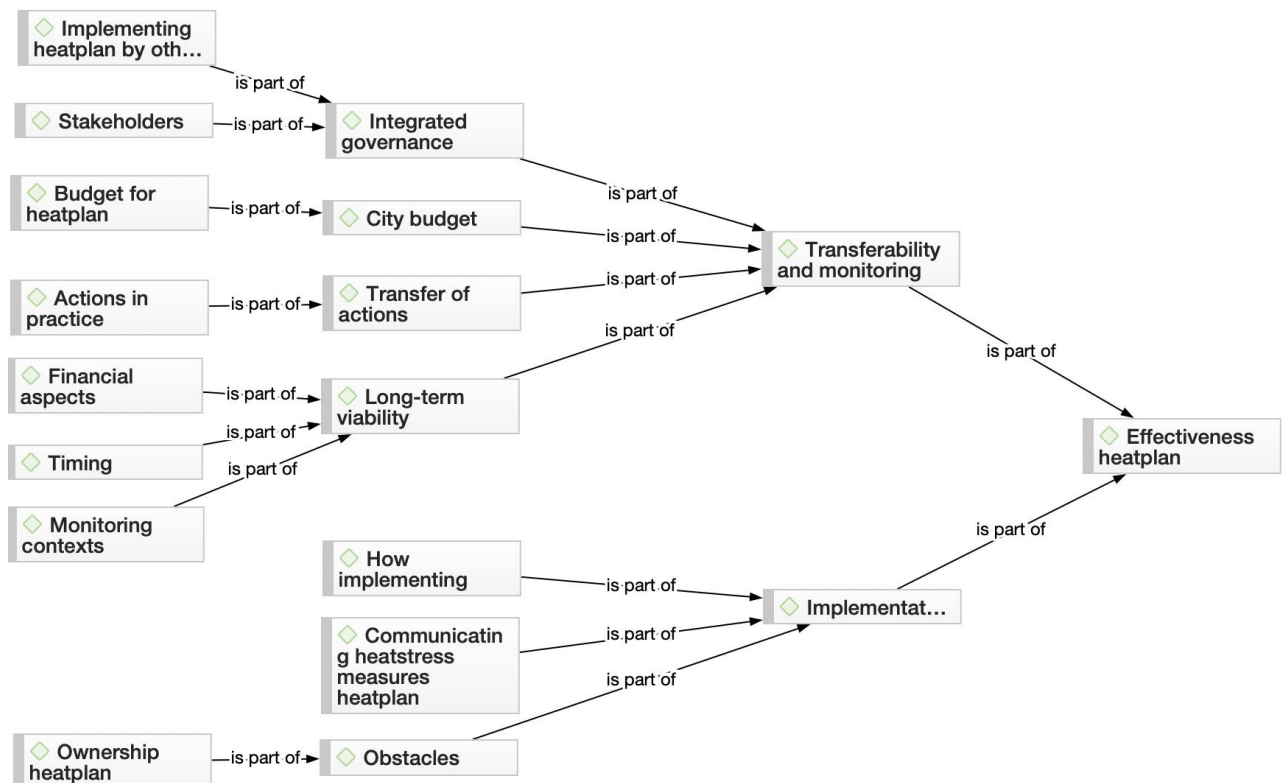 Implementing
heatplan by oth...
is part of
Stakeholders
is part of
Integrated
governance
Budget for
heatplan
is part of
City budget
is part of
is part of
Transferability
and monitoring
Actions in
practice
is part of
Transfer of
actions
is part of
is part of
Financial
aspects
is part of
Long-term
viability
is part of
Timing
is part of
is part of
Effectiveness
heatplan
Monitoring
contexts
How
implementing
is part of
is part of
Implementat...
Communicatin
g heatstress
measures
heatplan
is part of
is part of
Ownership
heatplan
is part of
Obstacles